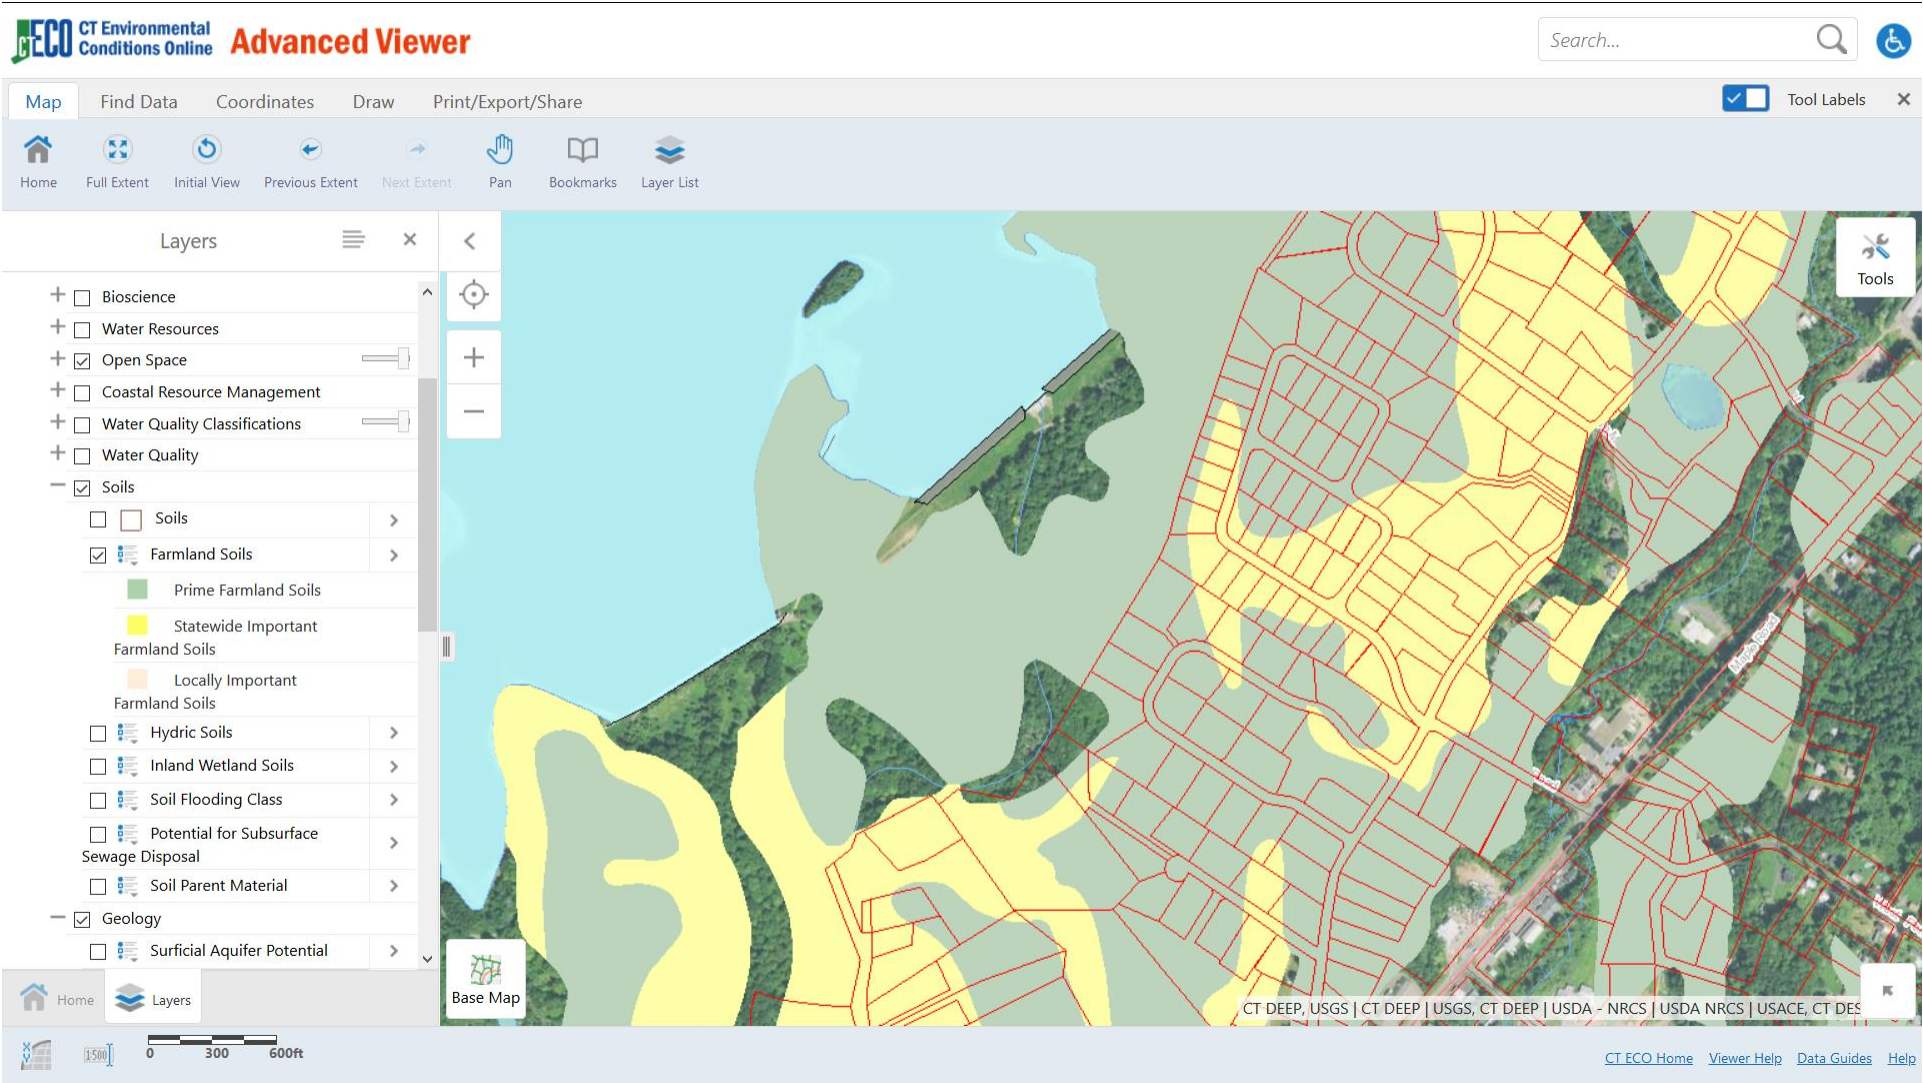 CT ECO CT Environmental Conditions Online
Advanced Viewer
Search...
Map Find Data Coordinates Draw Print/Export/Share Tool Labels
Home Full Extent Initial View Previous Extent Next Extent Pan Bookmarks Layer List
Layers
Tools
Bioscience
Water Resources
Open Space
Coastal Resource Management
Water Quality Classifications
Water Quality
Soils
Soils
Farmland Soils
Prime Farmland Soils
Statewide Important
Farmland Soils
Locally Important
Farmland Soils
Hydric Soils
Inland Wetland Soils
Soil Flooding Class
Potential for Subsurface
Sewage Disposal
Soil Parent Material
Geology
Surficial Aquifer Potential
Maple Road
Base Map
CT DEEP, USGS | CT DEEP | USGS, CT DEEP | USDA - NRCS | USDA NRCS | USACE, CT DES
Home Layers
XY 1:500 0 300 600ft
CT ECO Home Viewer Help Data Guides Help